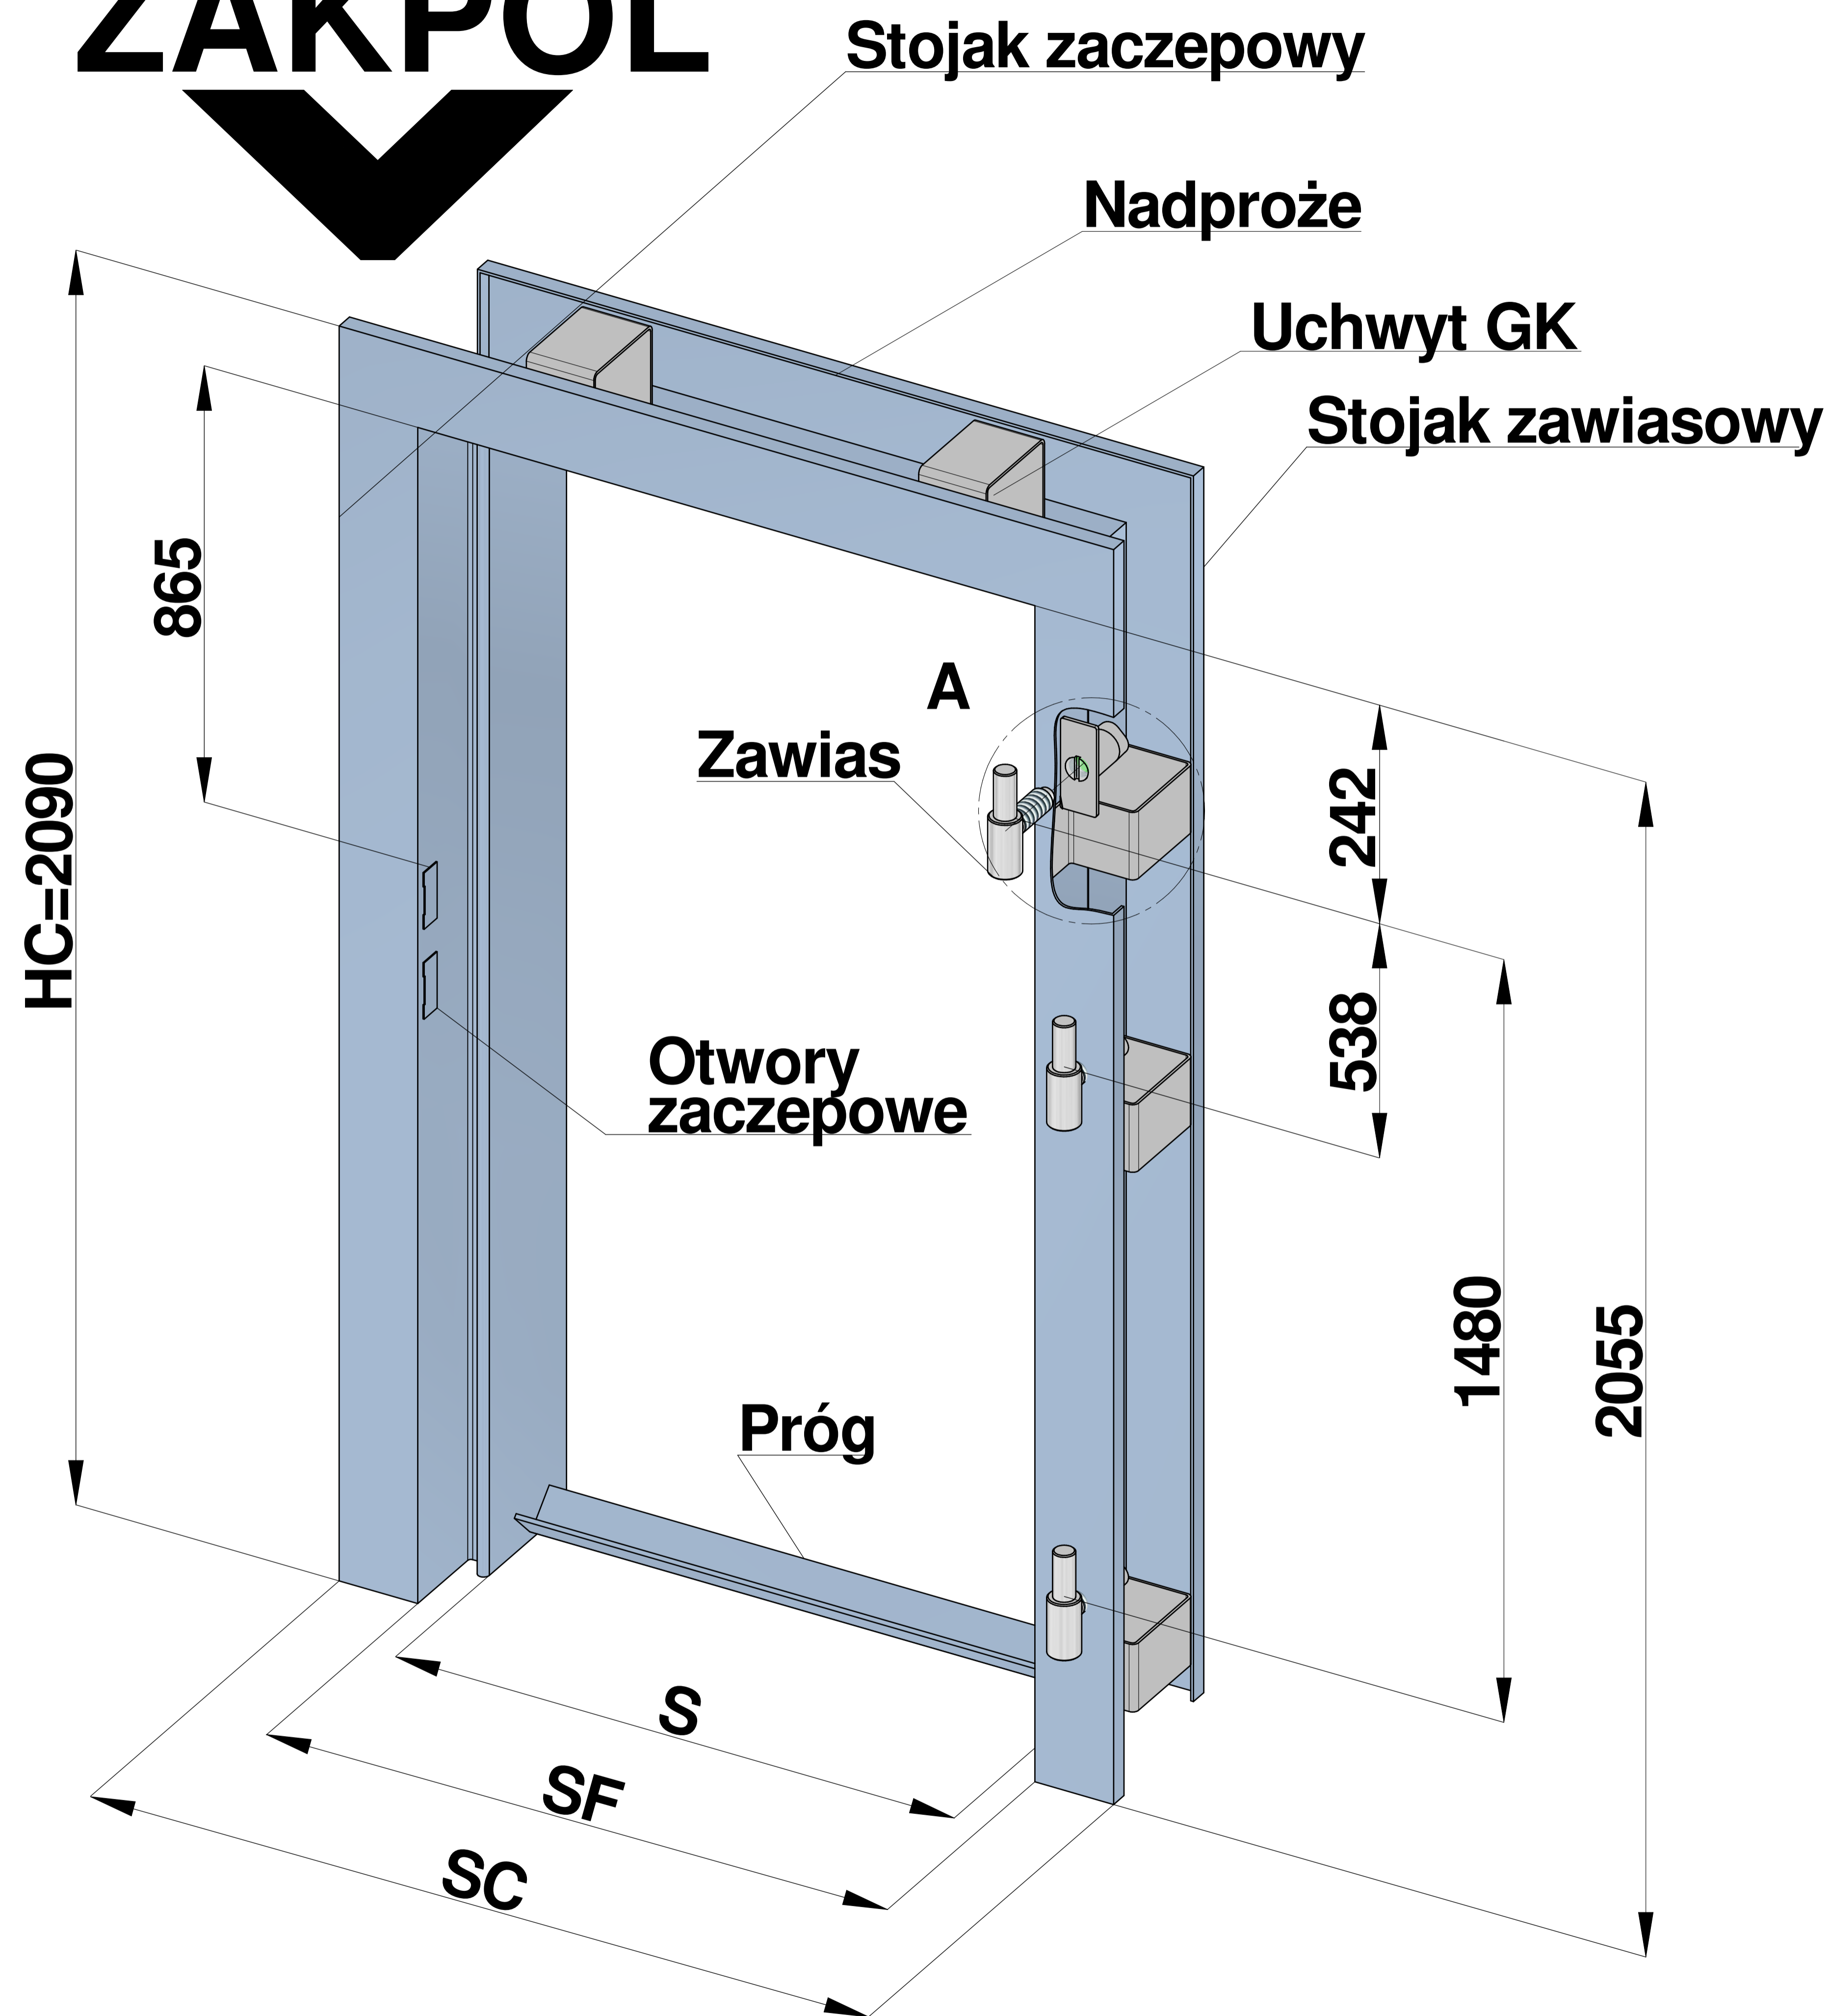 ZAKPOL
Stojak zaczepowy
Nadproże
Uchwyt GK
Stojak zawiasowy
865
A
Zawias
242
HC=2090
538
Otwory
zaczepowe
1480
2055
Próg
S
SF
SC